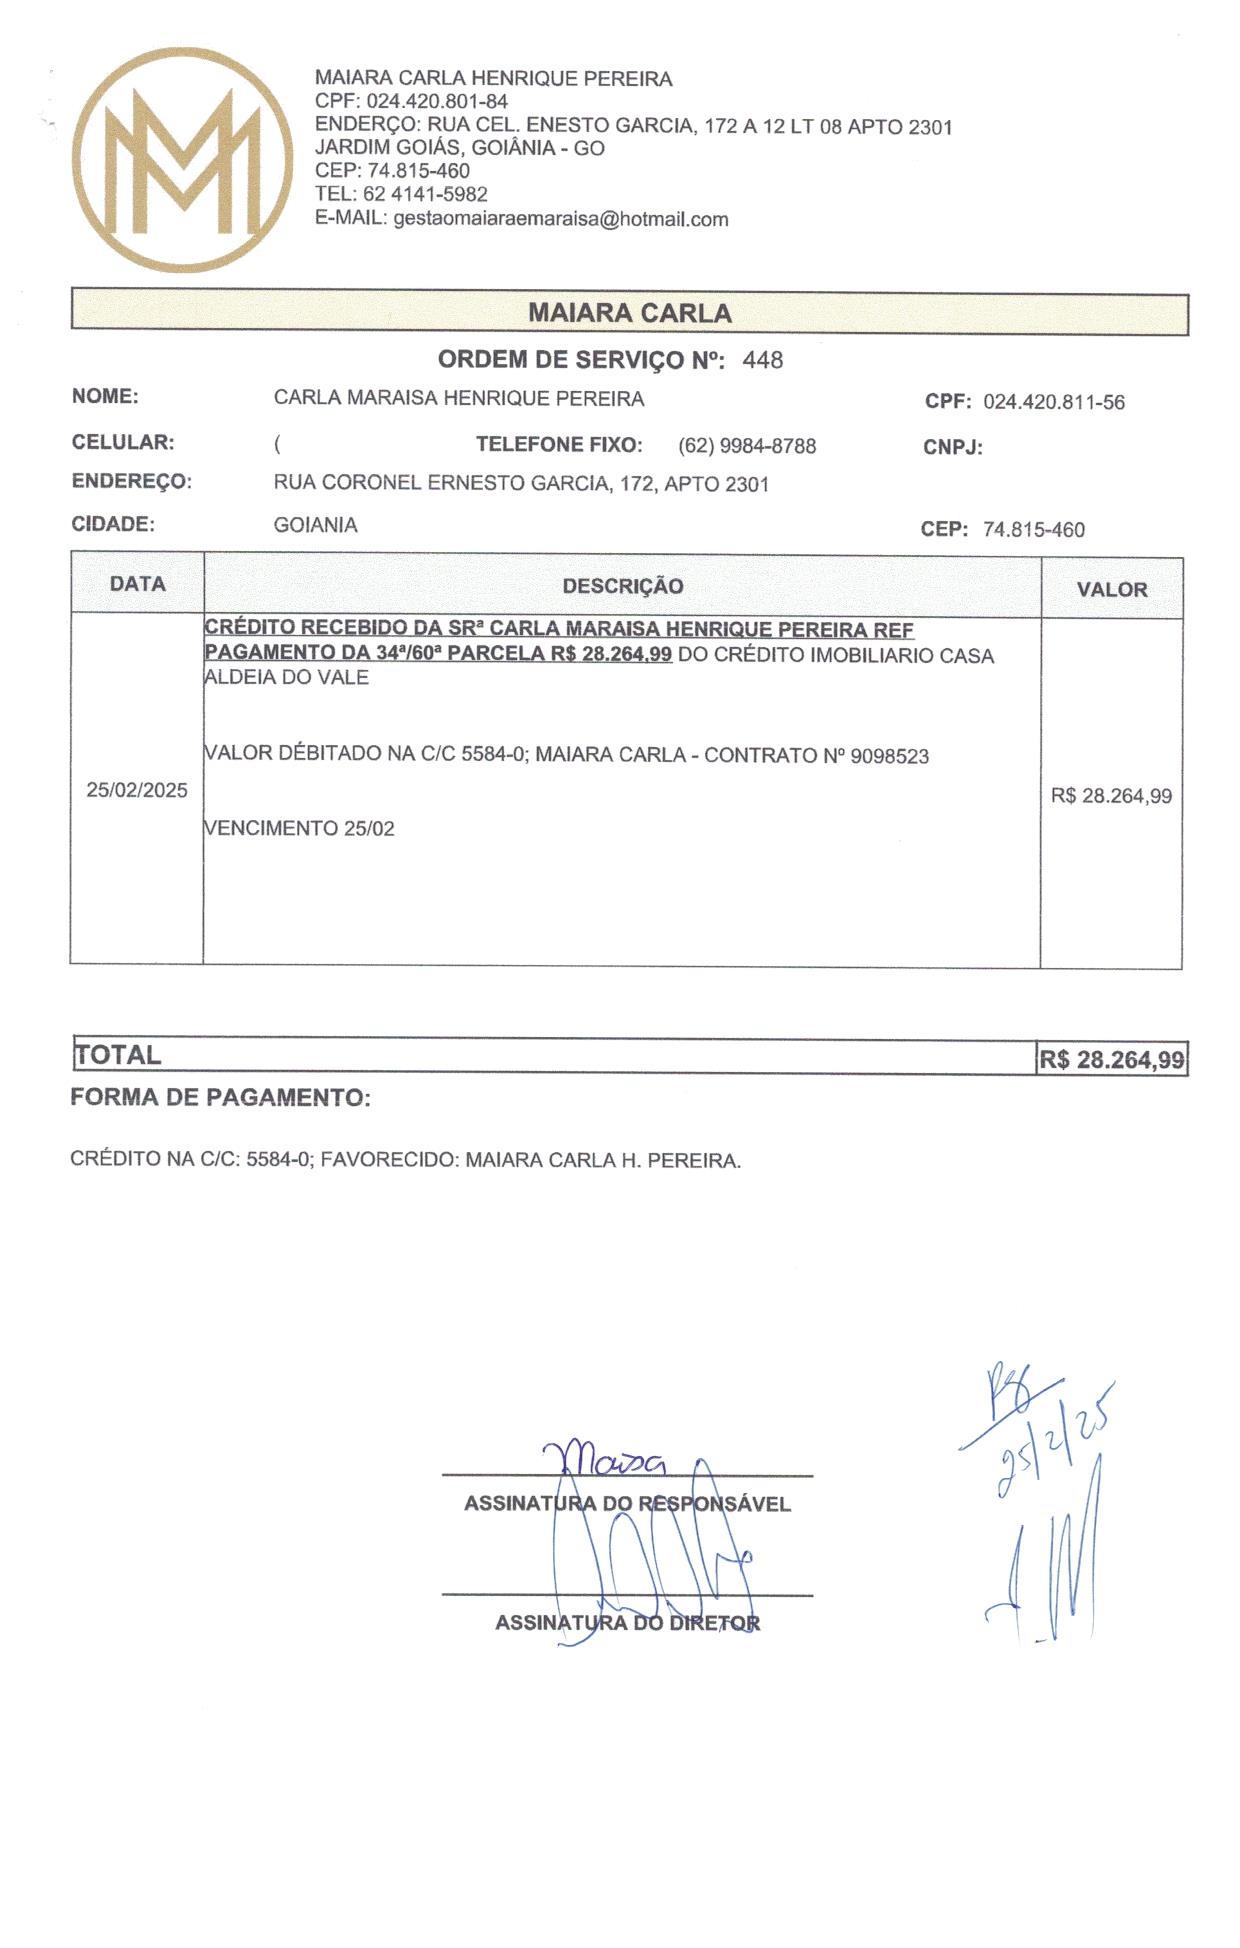 MAIARA CARLA HENRIQUE PEREIRA
CPF: 024.420.801-84
ENDERÇO: RUA CEL. ENESTO GARCIA, 172 A 12 LT 08 APTO 2301
JARDIM GOIÁS, GOIÂNIA - GO
CEP: 74.815-460
TEL: 62 4141-5982
E-MAIL: gestaomaiaraemaraisa@hotmail.com
MAIARA CARLA
ORDEM DE SERVIÇO Nº: 448
NOME: CARLA MARAISA HENRIQUE PEREIRA CPF: 024.420.811-56
CELULAR: ( TELEFONE FIXO: (62) 9984-8788 CNPJ:
ENDEREÇO: RUA CORONEL ERNESTO GARCIA, 172, APTO 2301
CIDADE: GOIANIA CEP: 74.815-460
DATA DESCRIÇÃO VALOR
CRÉDITO RECEBIDO DA SRª CARLA MARAISA HENRIQUE PEREIRA REF
PAGAMENTO DA 34ª/60ª PARCELA R$ 28.264,99 DO CRÉDITO IMOBILIARIO CASA
ALDEIA DO VALE
VALOR DÉBITADO NA C/C 5584-0; MAIARA CARLA - CONTRATO Nº 9098523
25/02/2025 R$ 28.264,99
VENCIMENTO 25/02
TOTAL R$ 28.264,99
FORMA DE PAGAMENTO:
CRÉDITO NA C/C: 5584-0; FAVORECIDO: MAIARA CARLA H. PEREIRA.
25/2/25
ASSINATURA DO RESPONSÁVEL
ASSINATURA DO DIRETOR